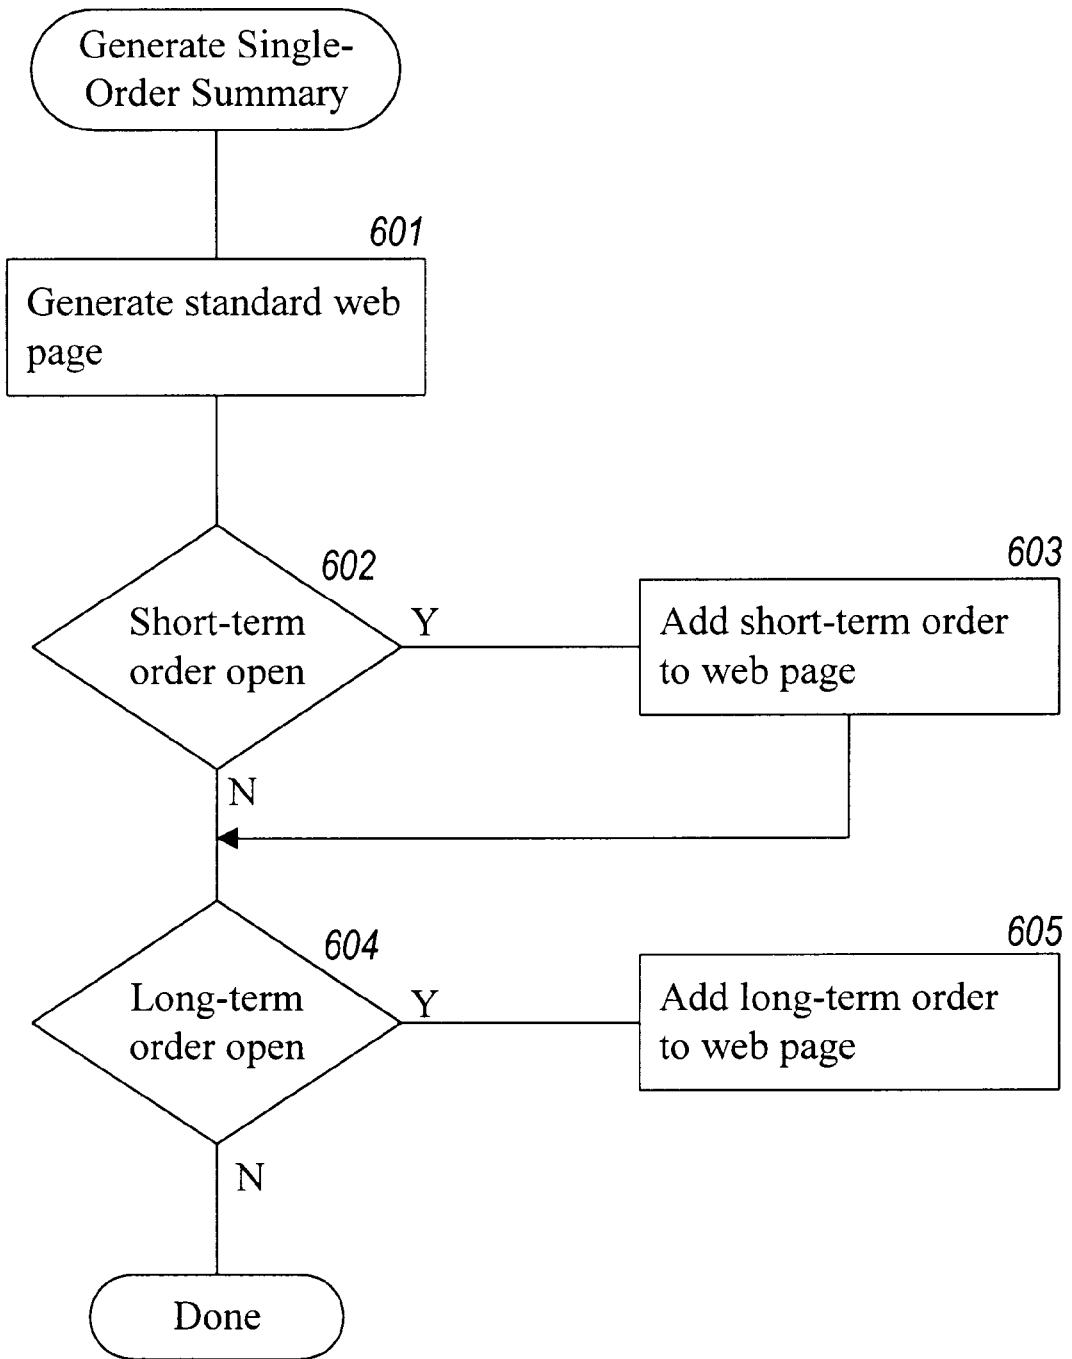 Generate Single-
Order Summary
601
Generate standard web
page
602
Short-term
order open
Y
N
603
Add short-term order
to web page
604
Long-term
order open
Y
N
605
Add long-term order
to web page
Done